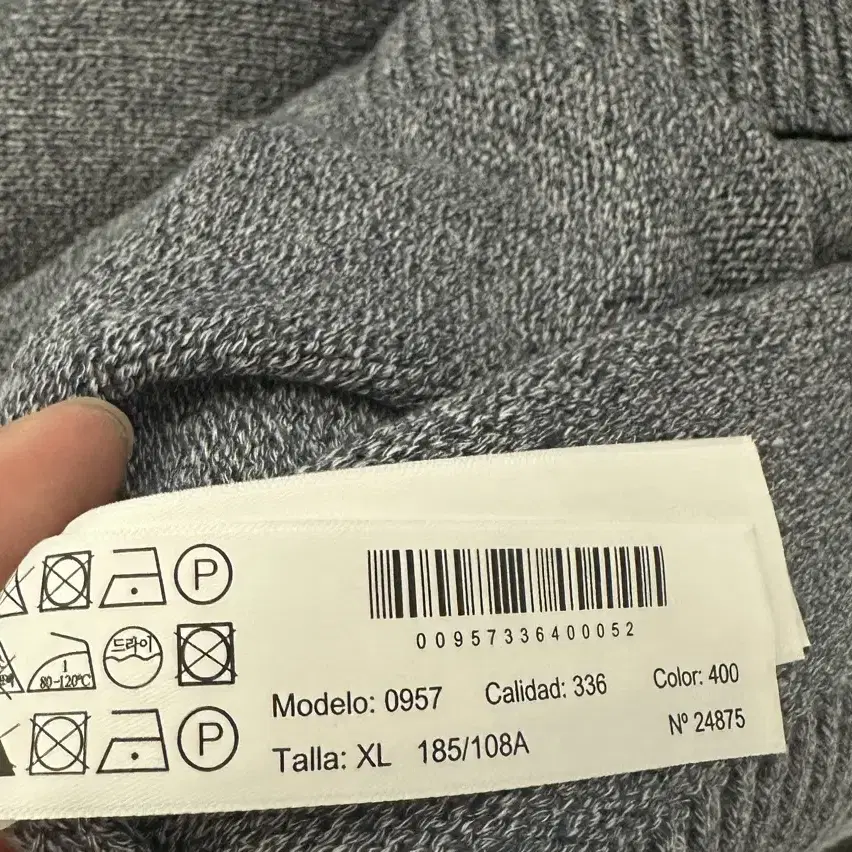 P
00957336400052
드라이
1
80-120℃
Modelo: 0957 Calidad: 336 Color: 400
Talla: XL 185/108A Nº 24875
P